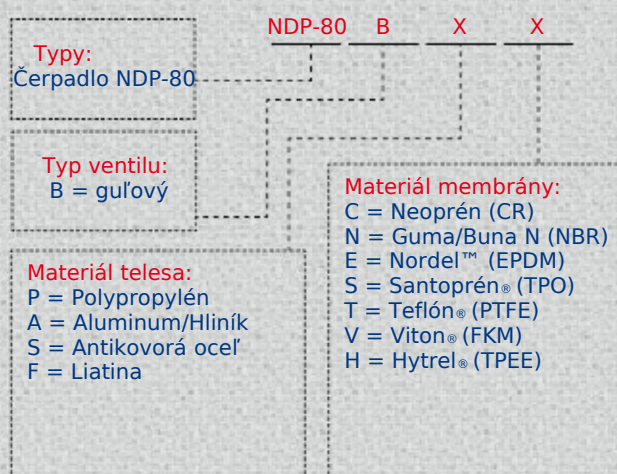 NDP-80 B X X
Typy:
Čerpadlo NDP-80
Typ ventilu:
B = guľový
Materiál telesa:
P = Polypropylén
A = Aluminum/Hliník
S = Antikovorá oceľ
F = Liatina
Materiál membrány:
C = Neoprén (CR)
N = Guma/Buna N (NBR)
E = Nordel™ (EPDM)
S = Santoprén® (TPO)
T = Teflón® (PTFE)
V = Viton® (FKM)
H = Hytrel® (TPEE)